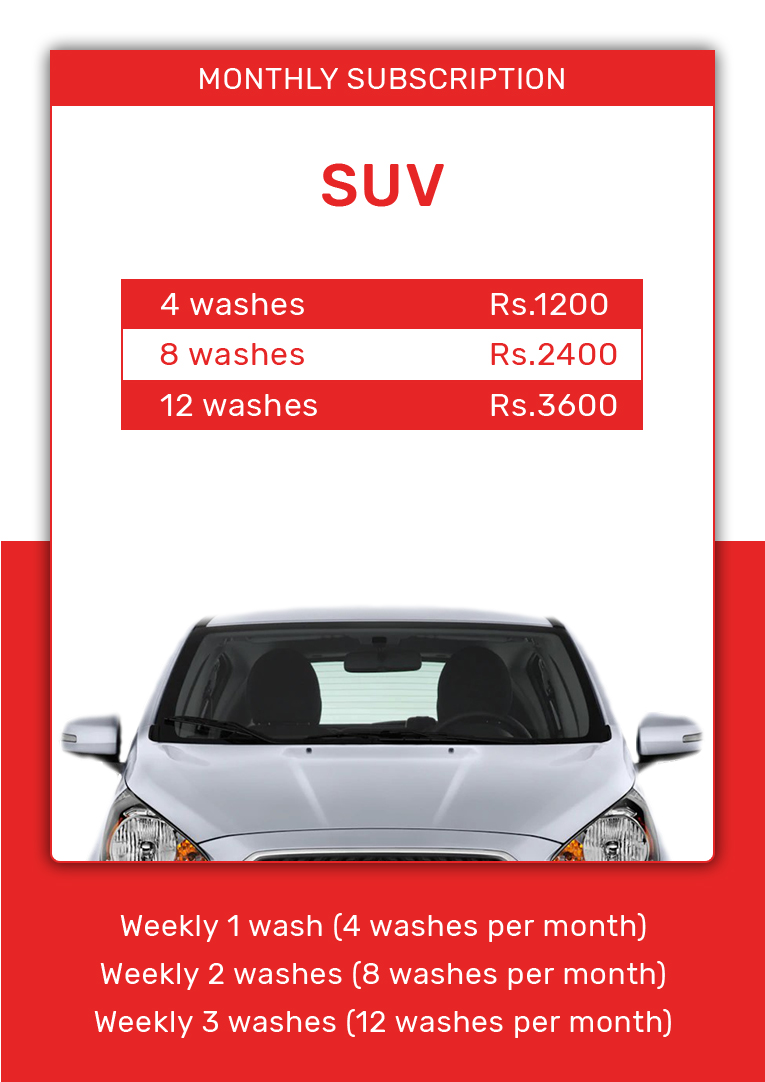 MONTHLY SUBSCRIPTION
SUV
4 washes Rs.1200
8 washes Rs.2400
12 washes Rs.3600
Weekly 1 wash (4 washes per month)
Weekly 2 washes (8 washes per month)
Weekly 3 washes (12 washes per month)